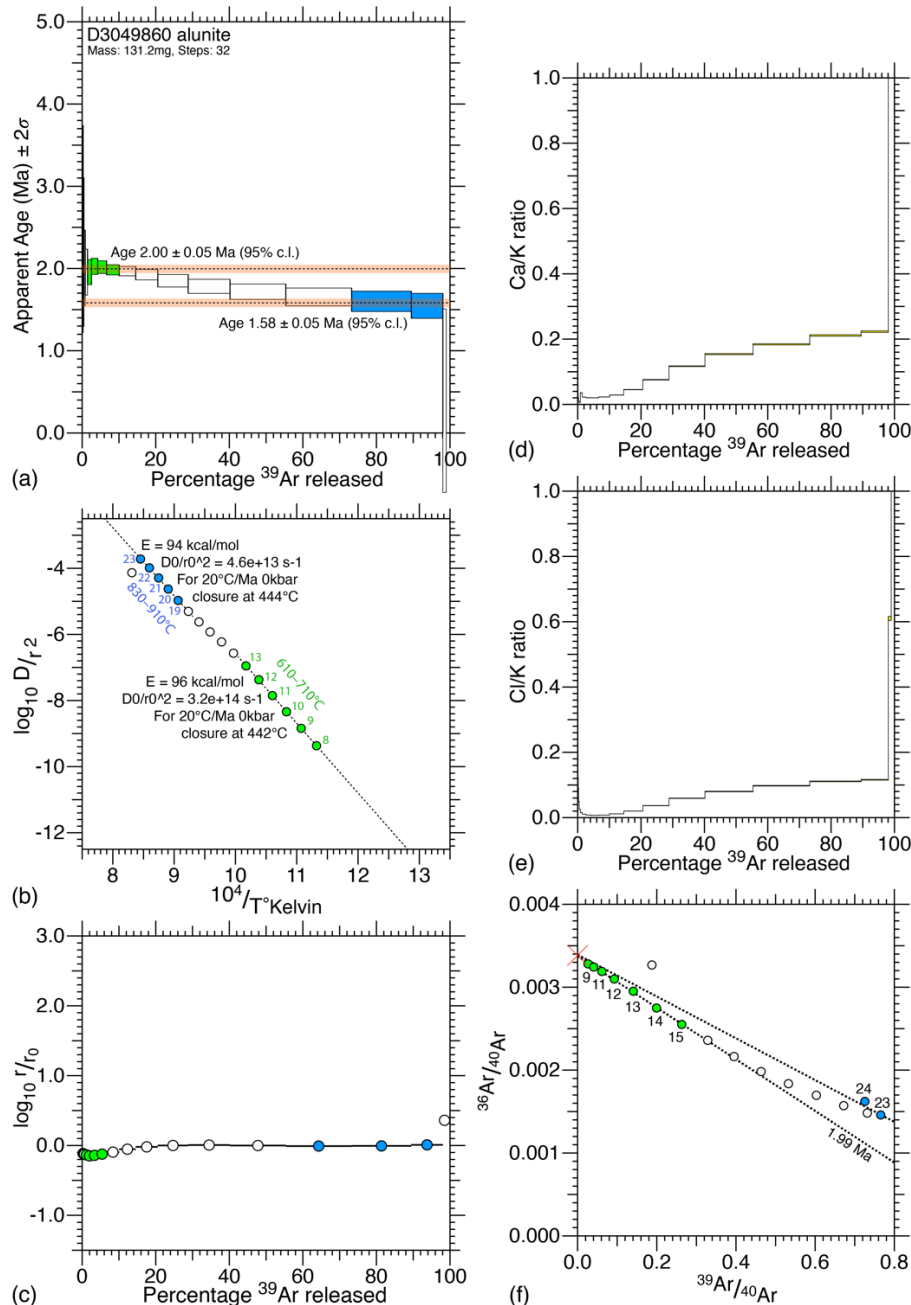 D3049860 alunite
Mass: 131.2mg, Steps: 32
5.0
4.0
3.0
2.0
1.0
0.0
Apparent Age (Ma) ± 2σ
Age 2.00 ± 0.05 Ma (95% c.l.)
Age 1.58 ± 0.05 Ma (95% c.l.)
0 20 40 60 80 100
Percentage ³⁹Ar released
(a)
1.0
0.8
0.6
0.4
0.2
0.0
Ca/K ratio
0 20 40 60 80 100
Percentage ³⁹Ar released
(d)
-4
-6
-8
-10
-12
log₁₀ D/r2
E = 94 kcal/mol
D0/r0^2 = 4.6e+13 s-1
For 20°C/Ma 0kbar
closure at 444°C
23
22
21
20
19
830–910°C
13
12
11
10
9
8
610–710°C
E = 96 kcal/mol
D0/r0^2 = 3.2e+14 s-1
For 20°C/Ma 0kbar
closure at 442°C
8 9 10 11 12 13
10⁴/T°Kelvin
(b)
1.0
0.8
0.6
0.4
0.2
0.0
Cl/K ratio
0 20 40 60 80 100
Percentage ³⁹Ar released
(e)
3.0
2.0
1.0
0.0
-1.0
log₁₀ r/r₀
0 20 40 60 80 100
Percentage ³⁹Ar released
(c)
0.004
0.003
0.002
0.001
0.000
³⁶Ar/⁴⁰Ar
9
11
12
13
14
15
24
23
1.99 Ma
0.0 0.2 0.4 0.6 0.8
³⁹Ar/⁴⁰Ar
(f)